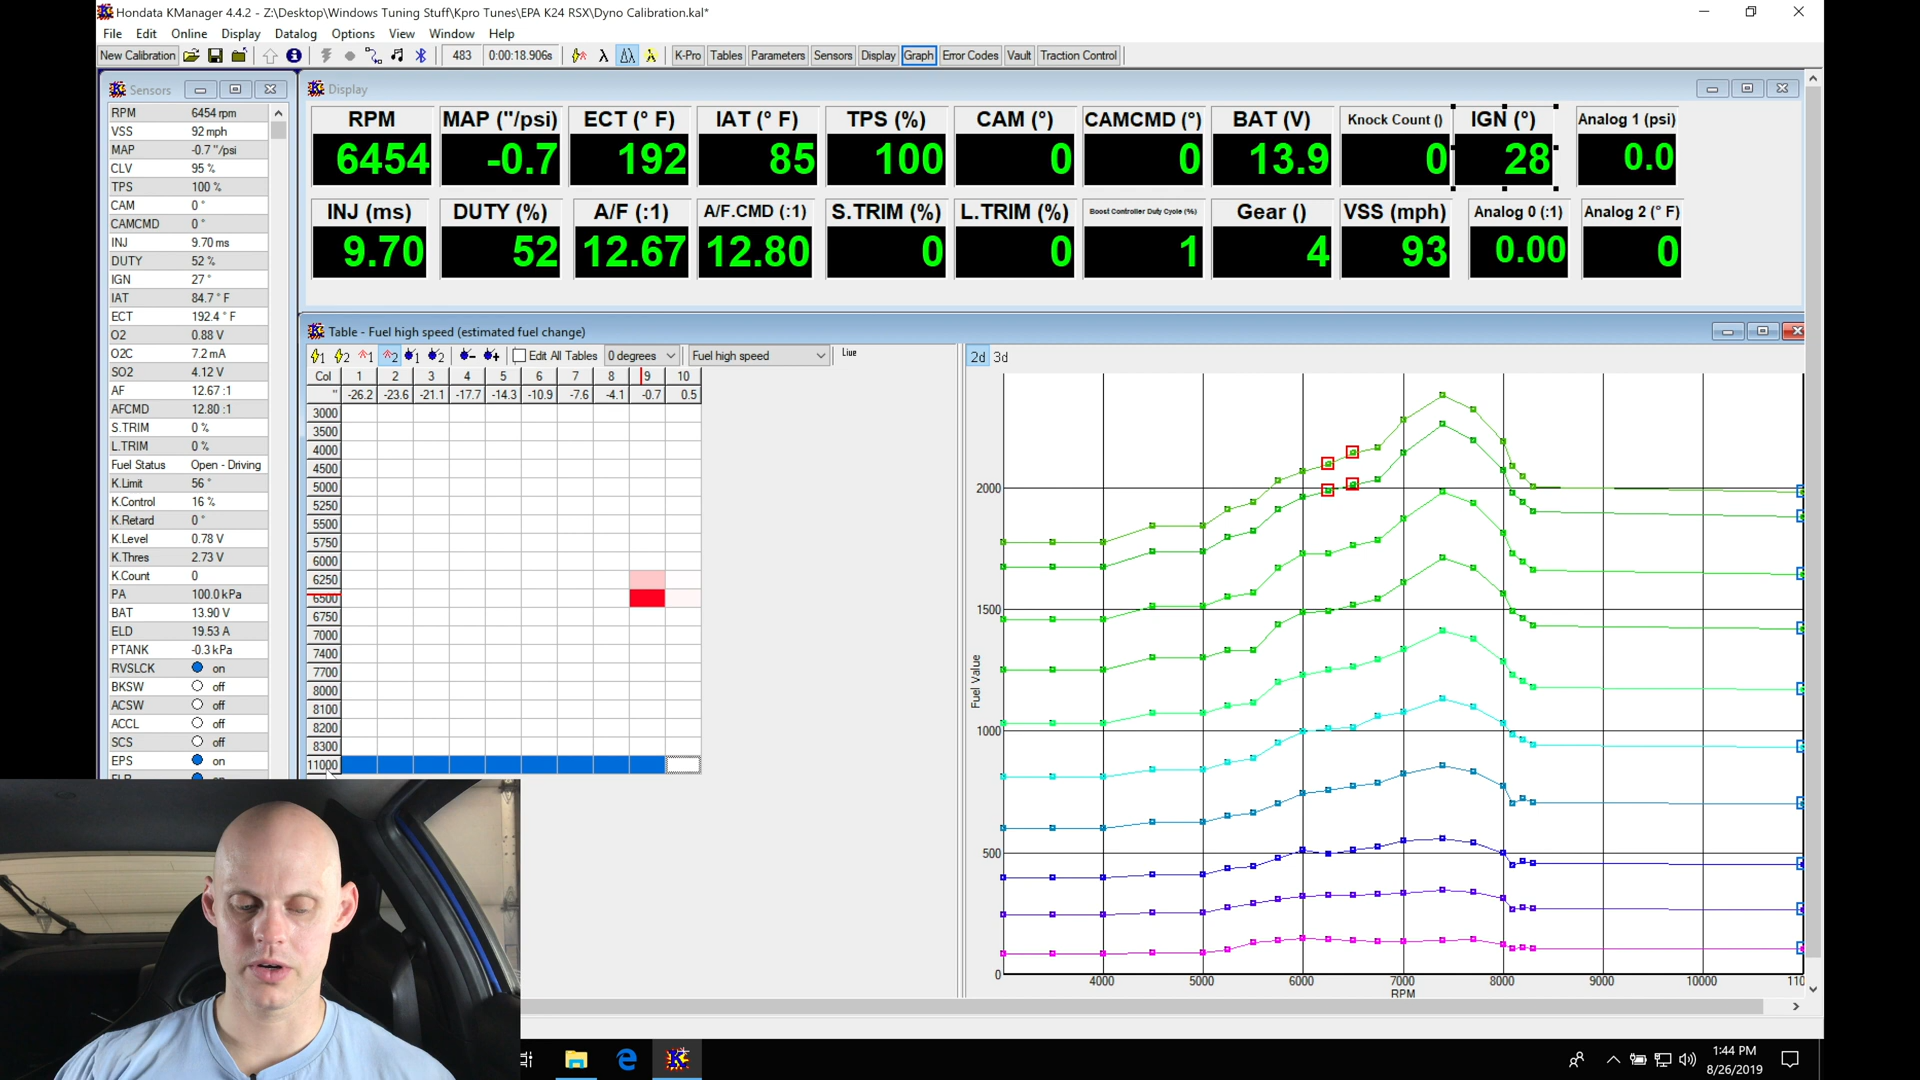 Hondata KManager 4.4.2 - Z:\Desktop\Windows Tuning Stuff\Kpro Tunes\EPA K24 RSX\Dyno Calibration.kal*
File Edit Online Display Datalog Options View Window Help
New Calibration 483 0:00:18.906s K-Pro Tables Parameters Sensors Display Graph Error Codes Vault Traction Control
Sensors
RPM 6454 rpm
VSS 92 mph
MAP -0.7 "/psi
CLV 95 %
TPS 100 %
CAM 0 °
CAMCMD 0 °
INJ 9.70 ms
DUTY 52 %
IGN 27 °
IAT 84.7 ° F
ECT 192.4 ° F
O2 0.88 V
O2C 7.2 mA
SO2 4.12 V
AF 12.67 :1
AFCMD 12.80 :1
S.TRIM 0 %
L.TRIM 0 %
Fuel Status Open - Driving
K.Limit 56 °
K.Control 16 %
K.Retard 0 °
K.Level 0.78 V
K.Thres 2.73 V
K.Count 0
PA 100.0 kPa
BAT 13.90 V
ELD 19.53 A
PTANK -0.3 kPa
RVSLCK on
BKSW off
ACSW off
ACCL off
SCS off
EPS on
Display
RPM MAP ("/psi) ECT (° F) IAT (° F) TPS (%) CAM (°) CAMCMD (°) BAT (V) Knock Count () IGN (°) Analog 1 (psi)
6454 -0.7 192 85 100 0 0 13.9 0 28 0.0
INJ (ms) DUTY (%) A/F (:1) A/F.CMD (:1) S.TRIM (%) L.TRIM (%) Boost Controller Duty Cycle (%) Gear () VSS (mph) Analog 0 (:1) Analog 2 (° F)
9.70 52 12.67 12.80 0 0 1 4 93 0.00 0
Table - Fuel high speed (estimated fuel change)
1 2 1 2 1 2 Edit All Tables 0 degrees Fuel high speed Live
Col 1 2 3 4 5 6 7 8 9 10
" -26.2 -23.6 -21.1 -17.7 -14.3 -10.9 -7.6 -4.1 -0.7 0.5
3000
3500
4000
4500
5000
5250
5500
5750
6000
6250
6500
6750
7000
7400
7700
8000
8100
8200
8300
11000
2d 3d
2000
1500
1000
500
0
Fuel Value
4000 5000 6000 7000 8000 9000 10000 110
RPM
1:44 PM
8/26/2019